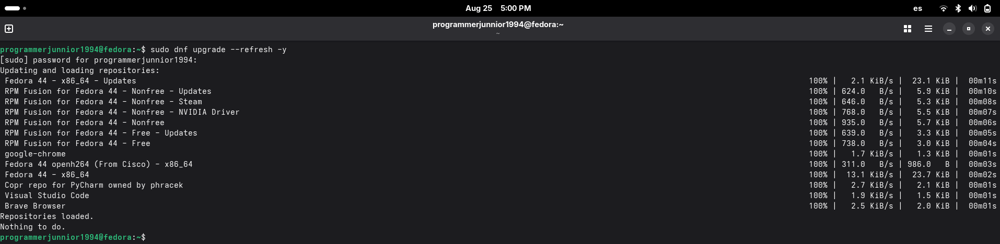 Aug 25 5:00 PM es
programmerjunnior1994@fedora:~
~
programmerjunnior1994@fedora:~$ sudo dnf upgrade --refresh -y
[sudo] password for programmerjunnior1994:
Updating and loading repositories:
Fedora 44 - x86_64 - Updates 100% | 2.1 KiB/s | 23.1 KiB | 00m11s
RPM Fusion for Fedora 44 - Nonfree - Updates 100% | 624.0 B/s | 5.9 KiB | 00m10s
RPM Fusion for Fedora 44 - Nonfree - Steam 100% | 646.0 B/s | 5.3 KiB | 00m08s
RPM Fusion for Fedora 44 - Nonfree - NVIDIA Driver 100% | 768.0 B/s | 5.5 KiB | 00m07s
RPM Fusion for Fedora 44 - Nonfree 100% | 935.0 B/s | 5.7 KiB | 00m06s
RPM Fusion for Fedora 44 - Free - Updates 100% | 639.0 B/s | 3.3 KiB | 00m05s
RPM Fusion for Fedora 44 - Free 100% | 738.0 B/s | 3.0 KiB | 00m04s
google-chrome 100% | 1.7 KiB/s | 1.3 KiB | 00m01s
Fedora 44 openh264 (From Cisco) - x86_64 100% | 311.0 B/s | 986.0 B | 00m03s
Fedora 44 - x86_64 100% | 13.1 KiB/s | 23.7 KiB | 00m02s
Copr repo for PyCharm owned by phracek 100% | 2.7 KiB/s | 2.1 KiB | 00m01s
Visual Studio Code 100% | 1.9 KiB/s | 1.5 KiB | 00m01s
Brave Browser 100% | 2.5 KiB/s | 2.0 KiB | 00m01s
Repositories loaded.
Nothing to do.
programmerjunnior1994@fedora:~$